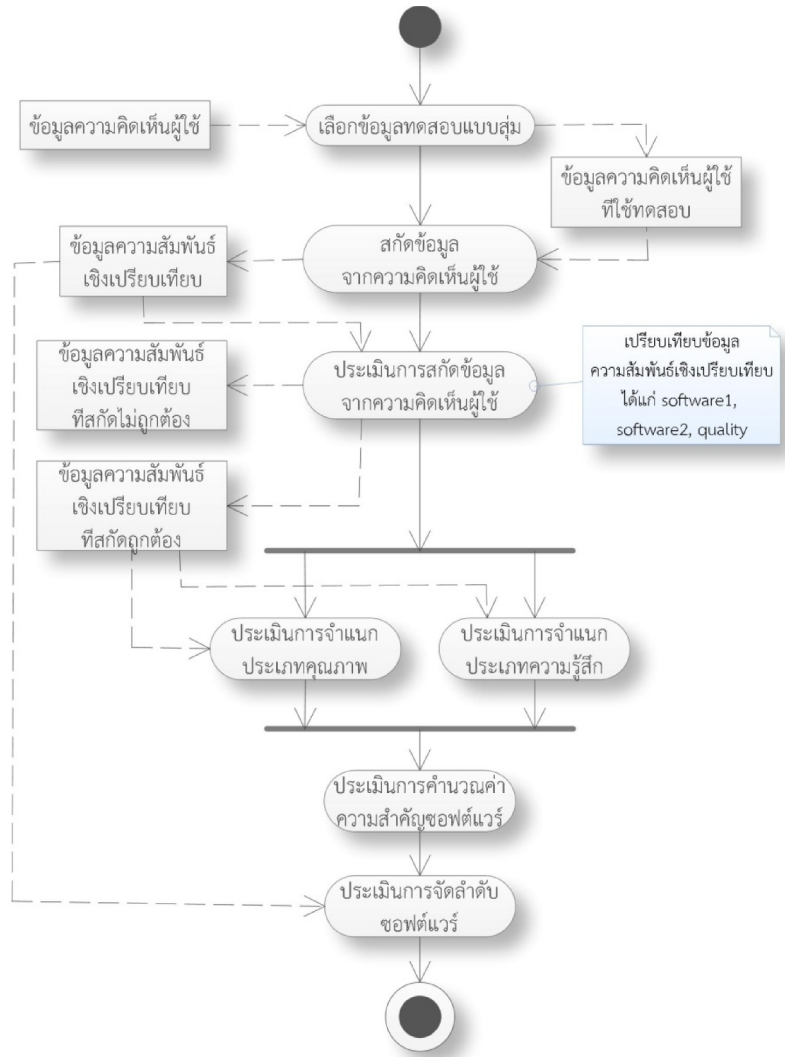 ข้อมูลความคิดเห็นผู้ใช้
เลือกข้อมูลทดสอบแบบสุ่ม
ข้อมูลความคิดเห็นผู้ใช้
ที่ใช้ทดสอบ
ข้อมูลความสัมพันธ์
เชิงเปรียบเทียบ
สกัดข้อมูล
จากความคิดเห็นผู้ใช้
ข้อมูลความสัมพันธ์
เชิงเปรียบเทียบ
ที่สกัดไม่ถูกต้อง
ประเมินการสกัดข้อมูล
จากความคิดเห็นผู้ใช้
เปรียบเทียบข้อมูล
ความสัมพันธ์เชิงเปรียบเทียบ
ได้แก่ software1,
software2, quality
ข้อมูลความสัมพันธ์
เชิงเปรียบเทียบ
ที่สกัดถูกต้อง
ประเมินการจำแนก
ประเภทคุณภาพ
ประเมินการจำแนก
ประเภทความรู้สึก
ประเมินการคำนวณค่า
ความสำคัญซอฟต์แวร์
ประเมินการจัดลำดับ
ซอฟต์แวร์